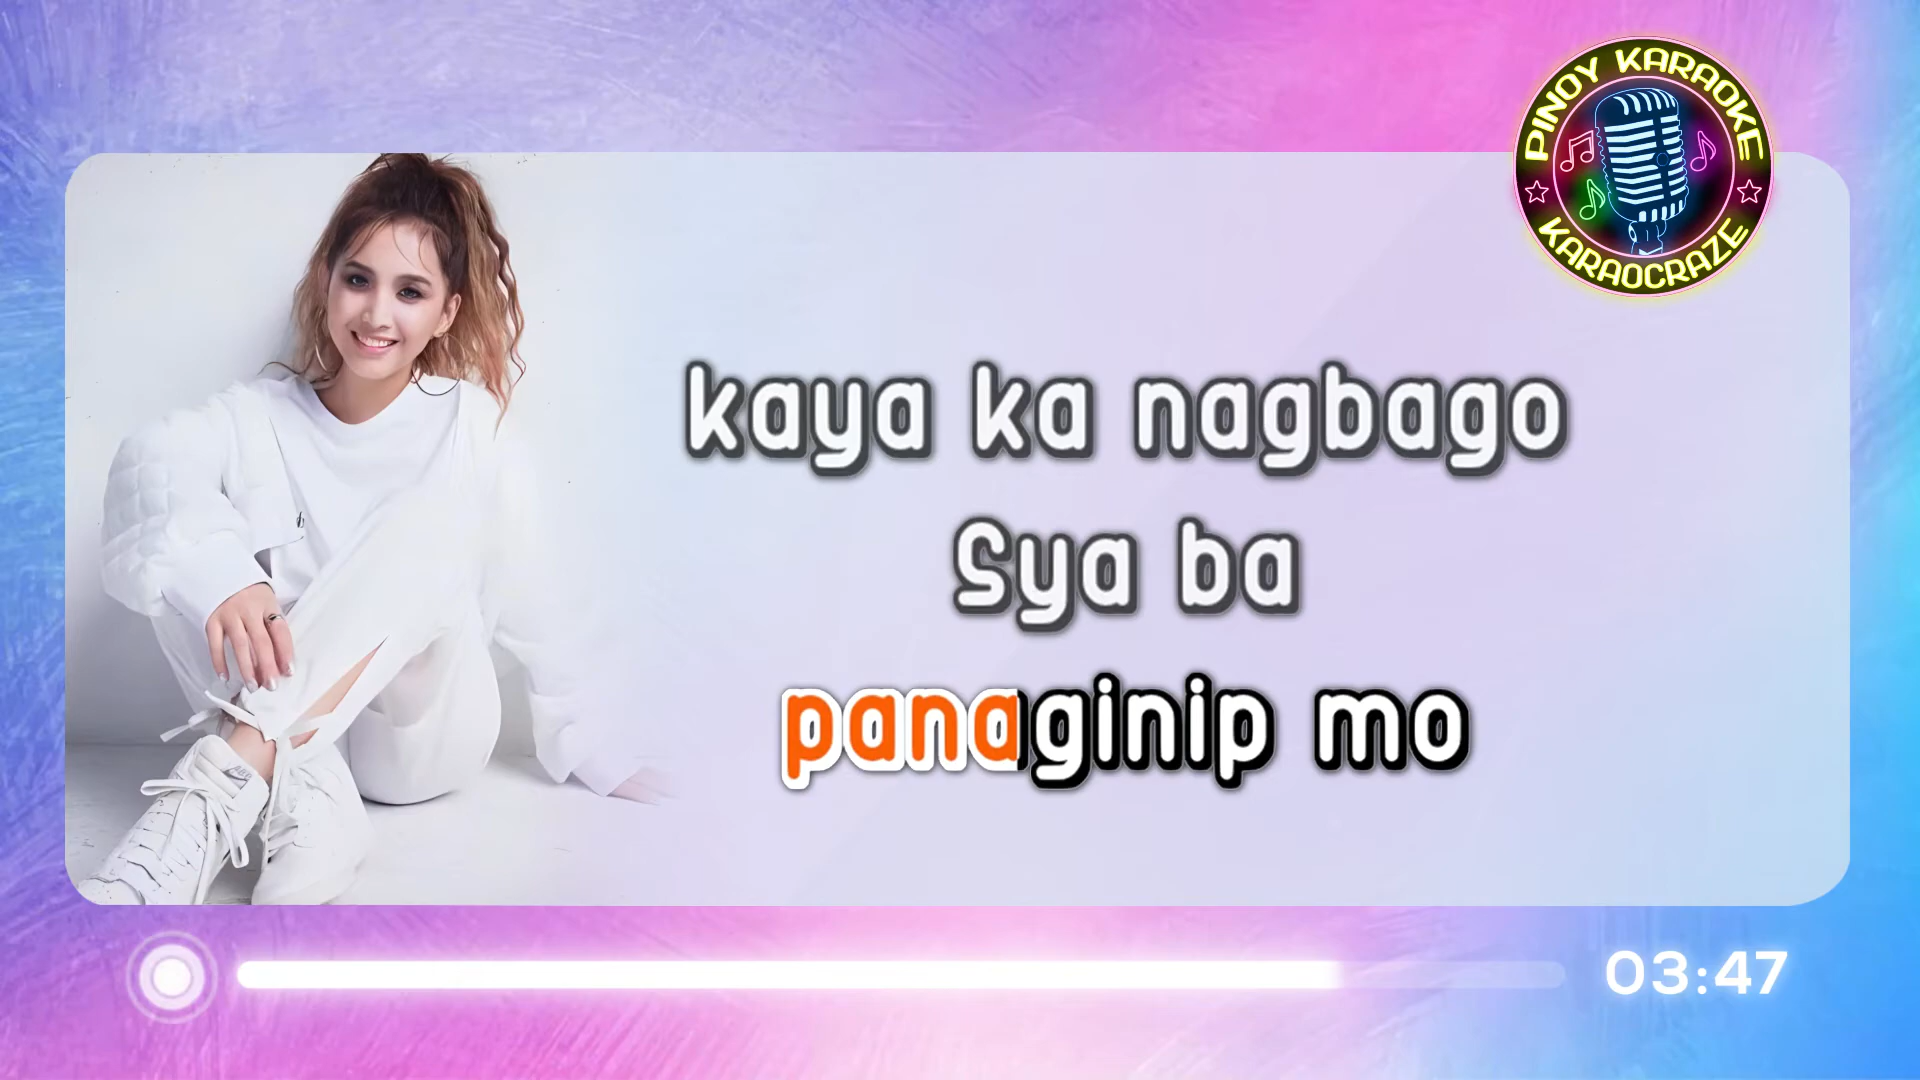 PINOY KARAOKE
KARAOCRAZE
kaya ka nagbago
Sya ba
panaginip mo
03:47